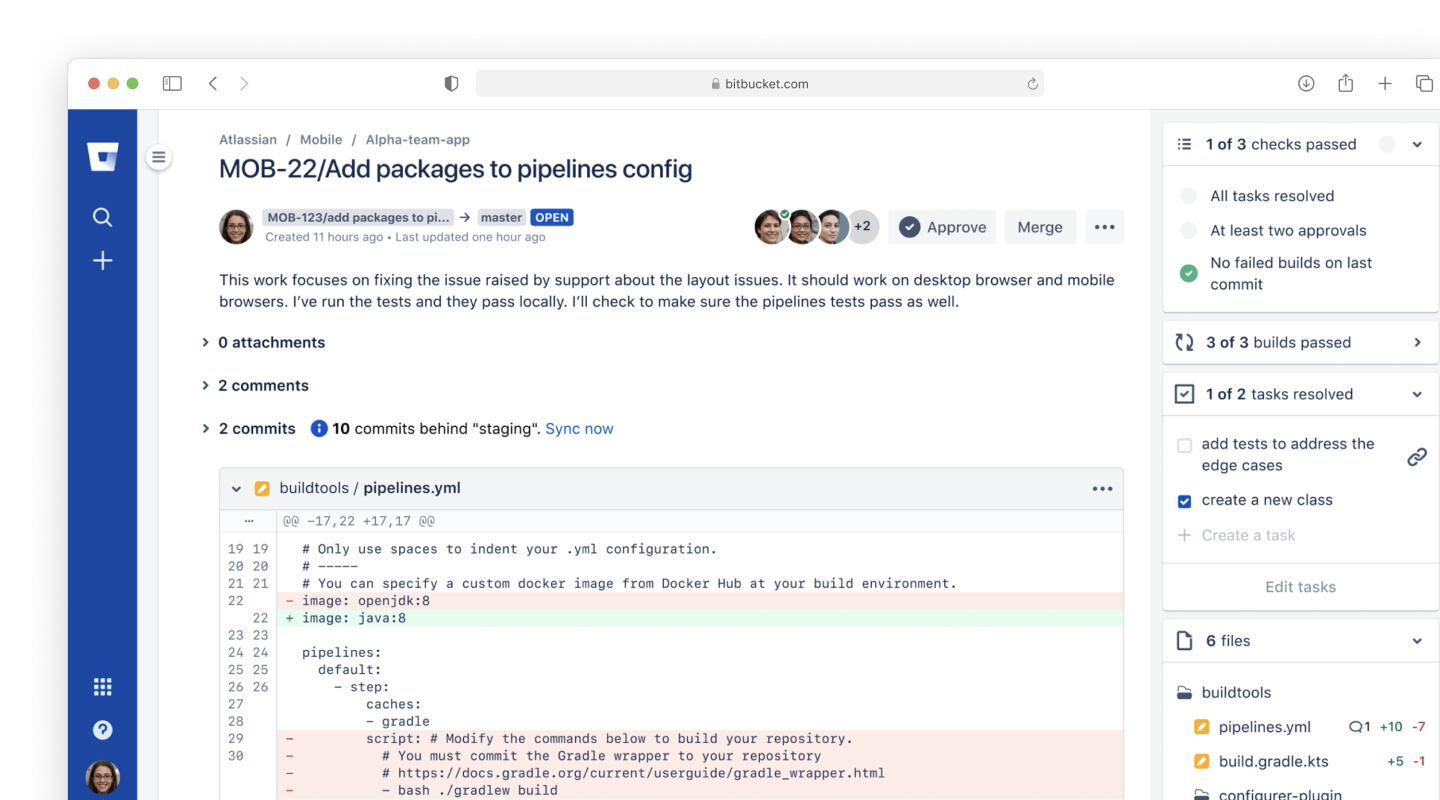 bitbucket.com
Atlassian / Mobile / Alpha-team-app
MOB-22/Add packages to pipelines config
MOB-123/add packages to pi... → master OPEN
Created 11 hours ago • Last updated one hour ago
+2
Approve
Merge
This work focuses on fixing the issue raised by support about the layout issues. It should work on desktop browser and mobile
browsers. I’ve run the tests and they pass locally. I’ll check to make sure the pipelines tests pass as well.
0 attachments
2 comments
2 commits 10 commits behind "staging". Sync now
buildtools / pipelines.yml
@@ -17,22 +17,17 @@
19 19 # Only use spaces to indent your .yml configuration.
20 20 # -----
21 21 # You can specify a custom docker image from Docker Hub at your build environment.
22 - image: openjdk:8
22 + image: java:8
23 23
24 24 pipelines:
25 25 default:
26 26 - step:
27 caches:
28 - gradle
29 - script: # Modify the commands below to build your repository.
30 - # You must commit the Gradle wrapper to your repository
- # https://docs.gradle.org/current/userguide/gradle_wrapper.html
- - bash ./gradlew build
1 of 3 checks passed
All tasks resolved
At least two approvals
No failed builds on last
commit
3 of 3 builds passed
1 of 2 tasks resolved
add tests to address the
edge cases
create a new class
+ Create a task
Edit tasks
6 files
buildtools
pipelines.yml 1 +10 -7
build.gradle.kts +5 -1
configurer-plugin